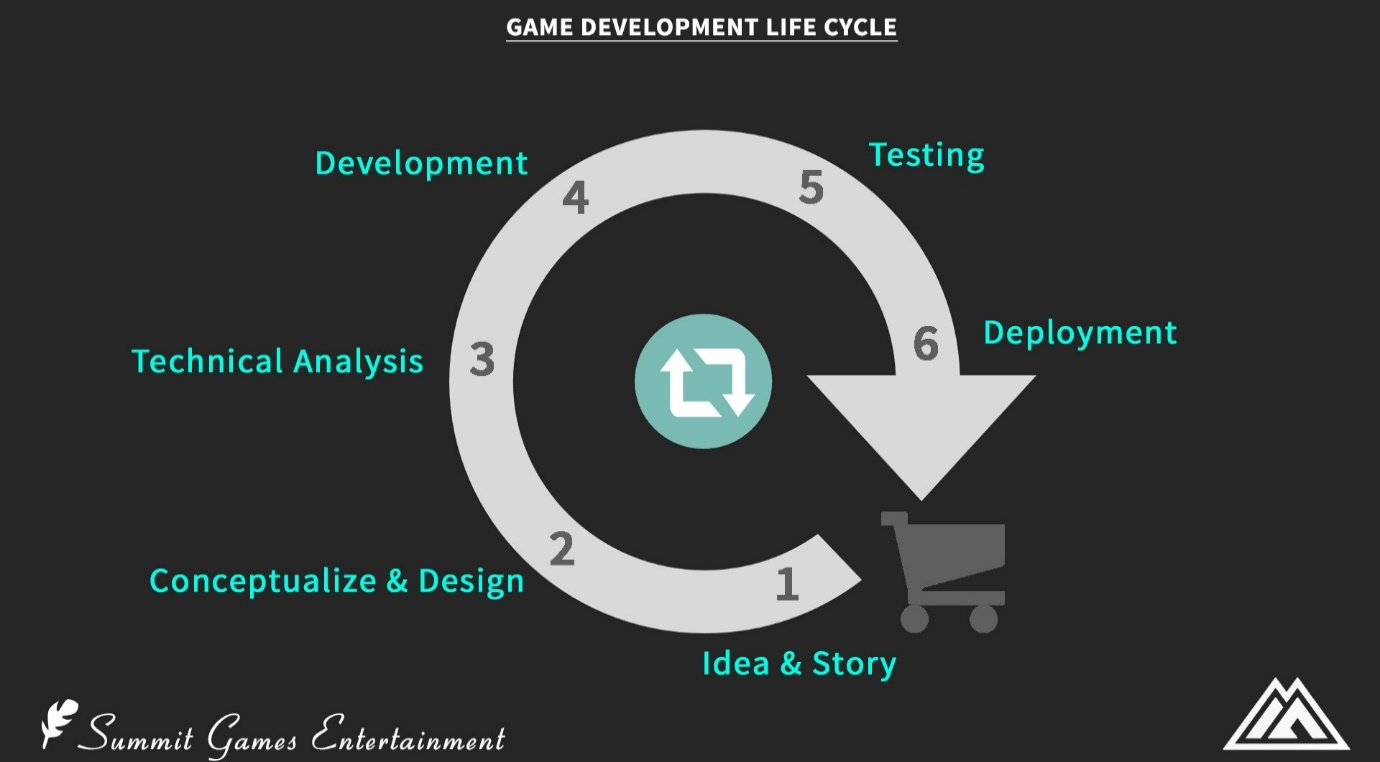 GAME DEVELOPMENT LIFE CYCLE
Development
4
5
Testing
Technical Analysis
3
6
Deployment
Conceptualize & Design
2
1
Idea & Story
Summit Games Entertainment